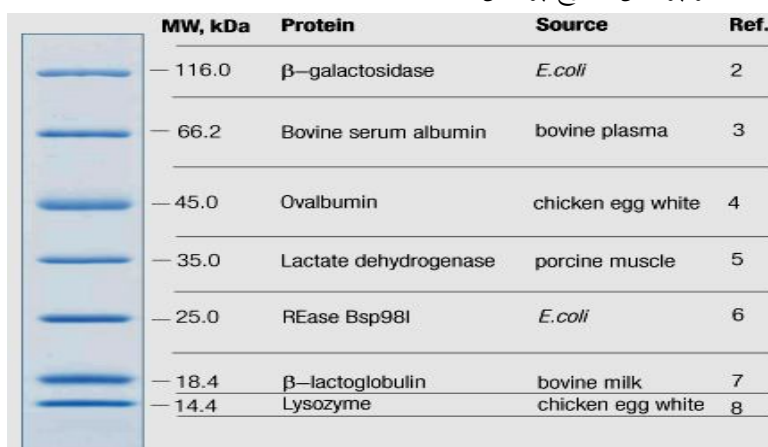 MW, kDa Protein Source Ref.
116.0 β–galactosidase E.coli 2
66.2 Bovine serum albumin bovine plasma 3
45.0 Ovalbumin chicken egg white 4
35.0 Lactate dehydrogenase porcine muscle 5
25.0 REase Bsp98I E.coli 6
18.4 β–lactoglobulin bovine milk 7
14.4 Lysozyme chicken egg white 8